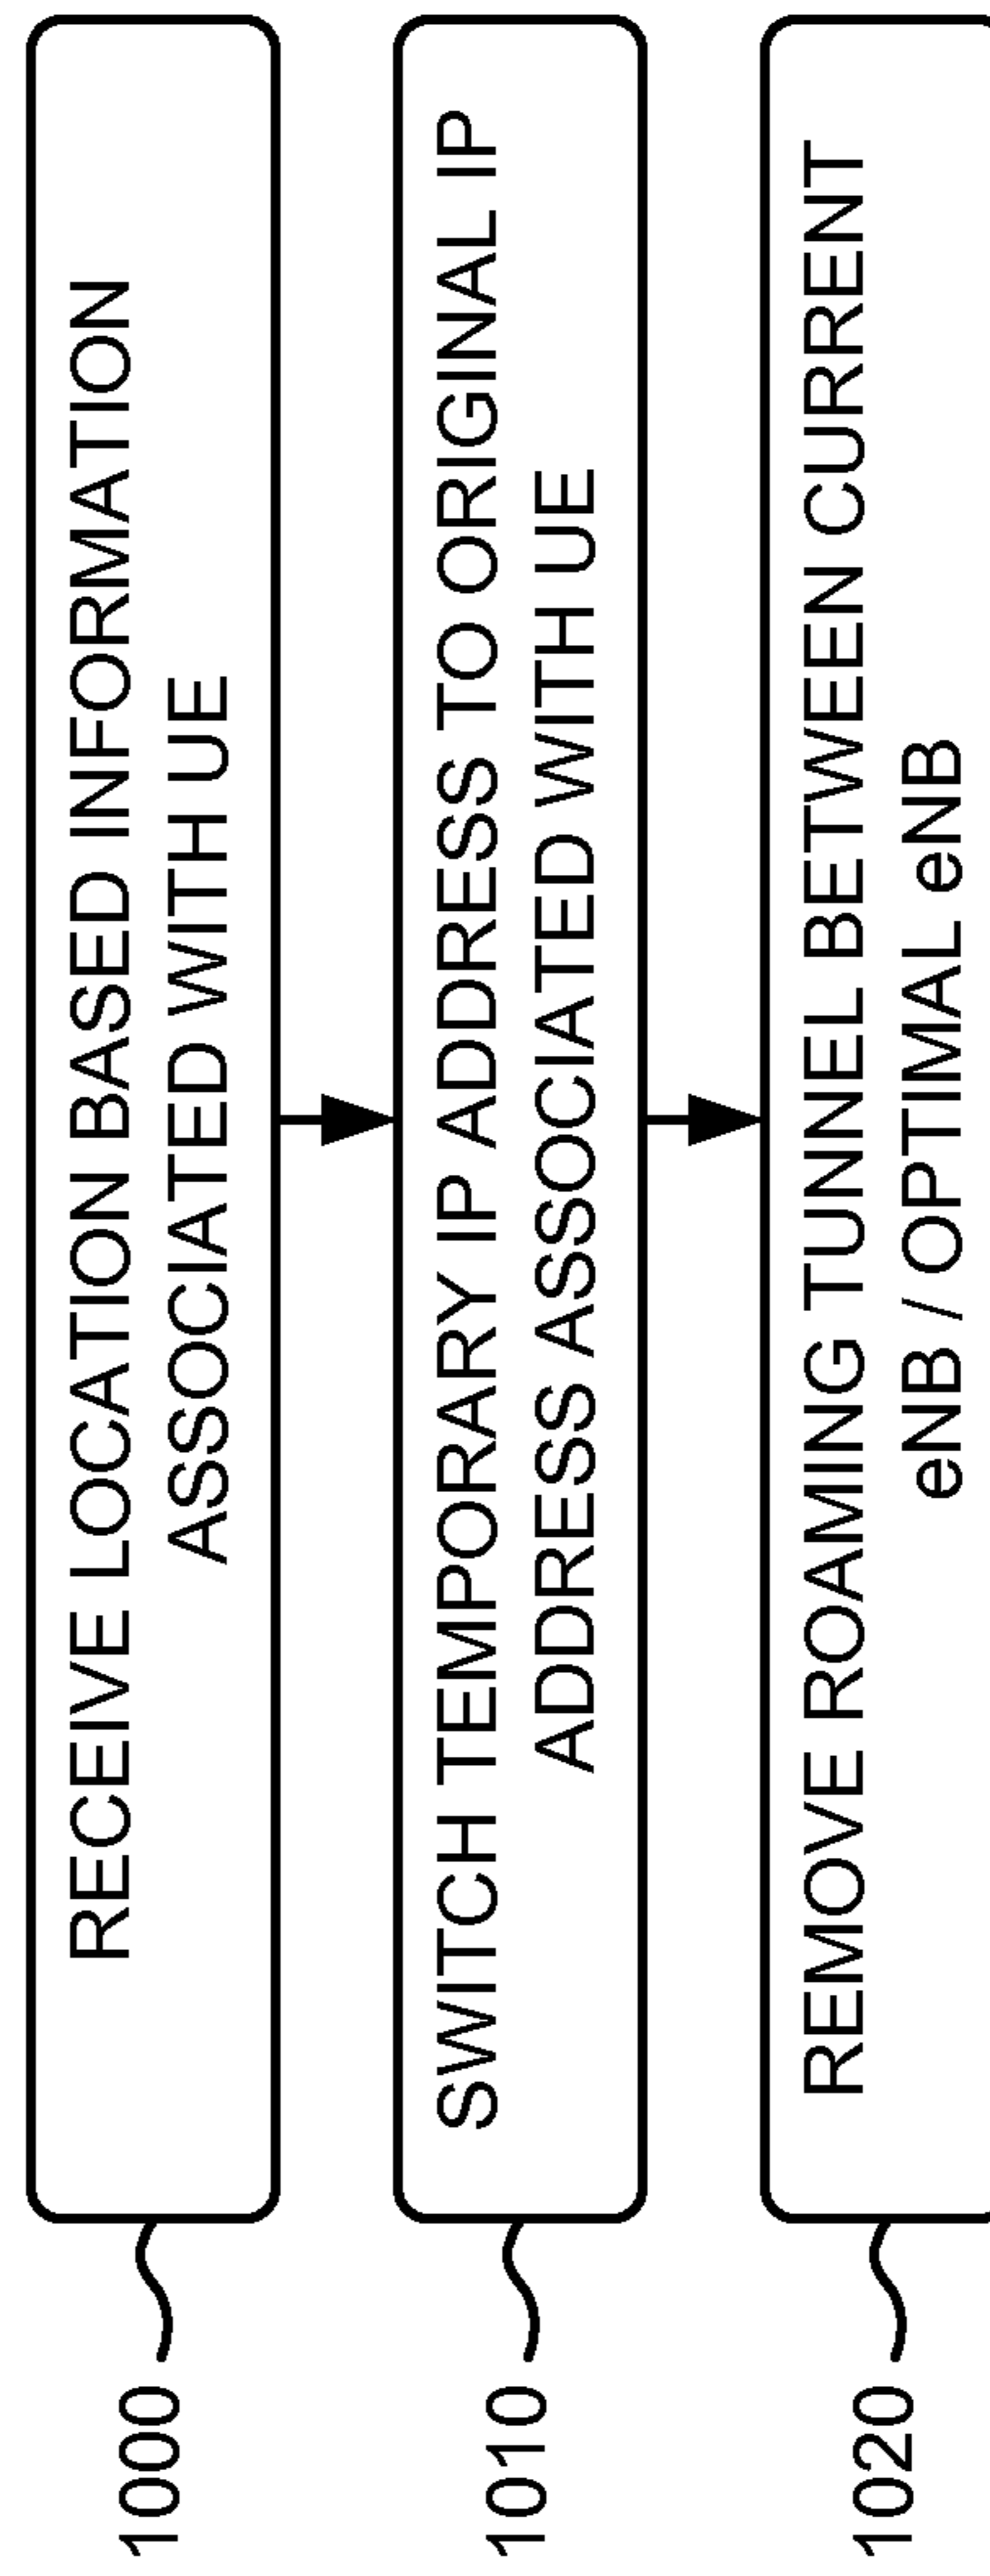 1000
RECEIVE LOCATION BASED INFORMATION
ASSOCIATED WITH UE
1010
SWITCH TEMPORARY IP ADDRESS TO ORIGINAL IP
ADDRESS ASSOCIATED WITH UE
1020
REMOVE ROAMING TUNNEL BETWEEN CURRENT
eNB / OPTIMAL eNB